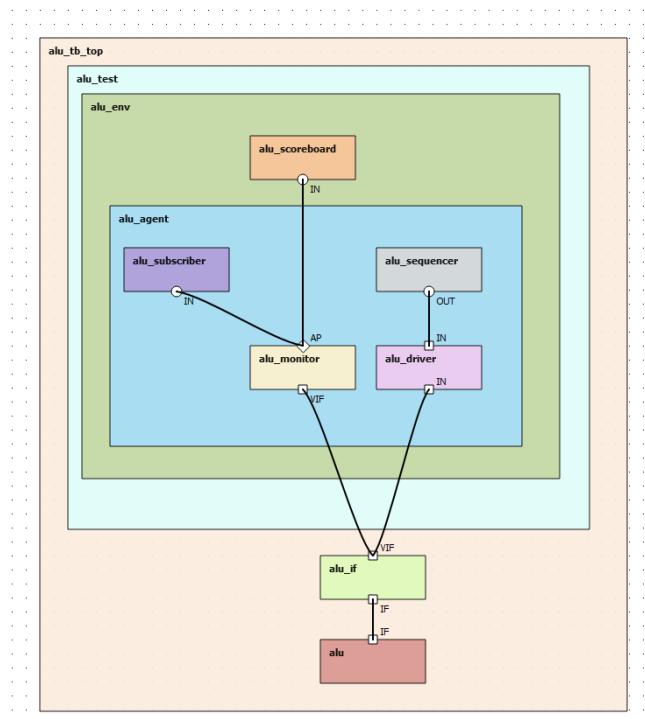 alu_tb_top
alu_test
alu_env
alu_scoreboard
IN
alu_agent
alu_subscriber
IN
alu_sequencer
OUT
AP
alu_monitor
VIF
IN
alu_driver
IN
VIF
alu_if
IF
IF
alu